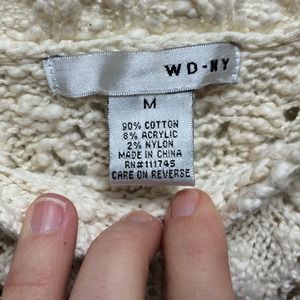 WD-NY
M
90% COTTON
8% ACRYLIC
2% NYLON
MADE IN CHINA
RN#111745
CARE ON REVERSE